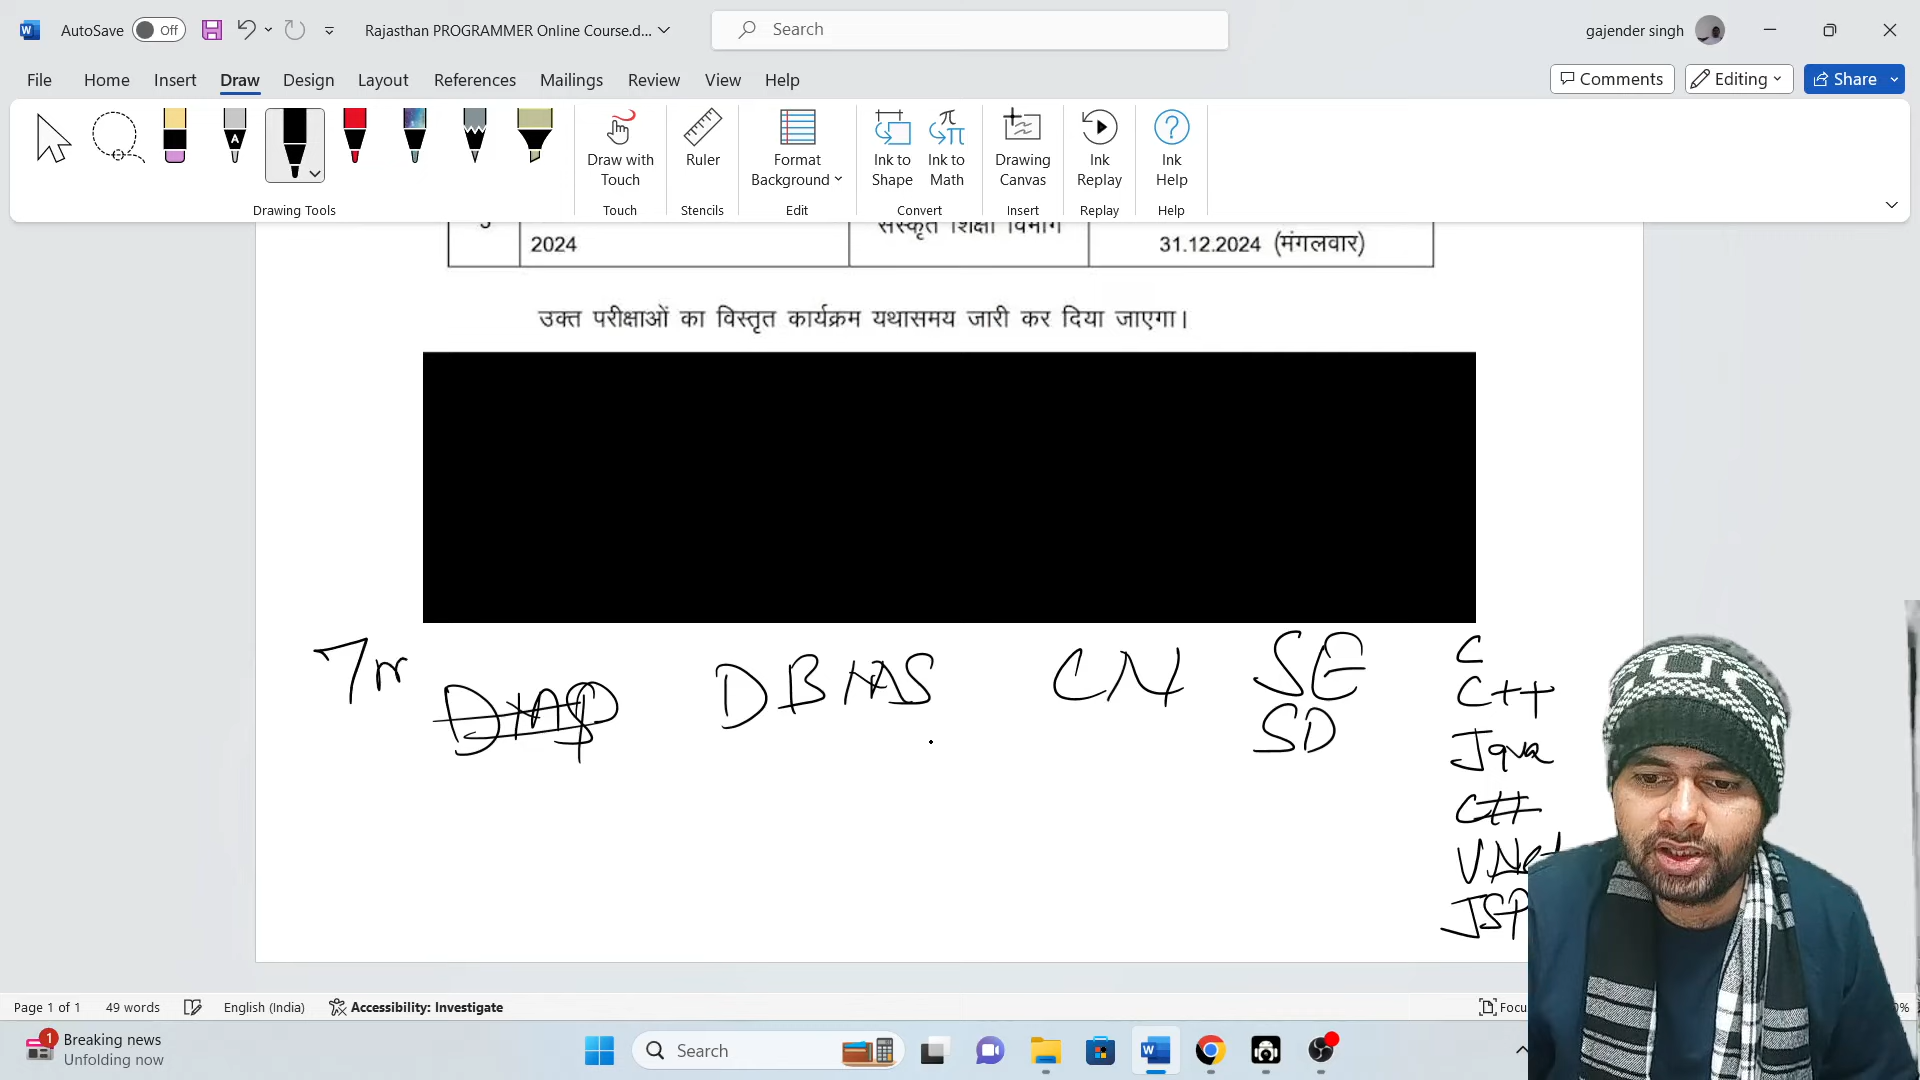 AutoSave Off Rajasthan PROGRAMMER Online Course.d... Search gajender singh
File Home Insert Draw Design Layout References Mailings Review View Help Comments Editing Share
Draw with Touch
Ruler
Format Background
Ink to Shape
Ink to Math
Drawing Canvas
Ink Replay
Ink Help
Drawing Tools Touch Stencils Edit Convert Insert Replay Help
2024 संस्कृत शिक्षा विभाग 31.12.2024 (मंगलवार)
उक्त परीक्षाओं का विस्तृत कार्यक्रम यथासमय जारी कर दिया जाएगा।
DBMS CN SE
SD
C
C++
Java
C#
VNet
JSP
Page 1 of 1 49 words English (India) Accessibility: Investigate Focu
1 Breaking news
Unfolding now
Search